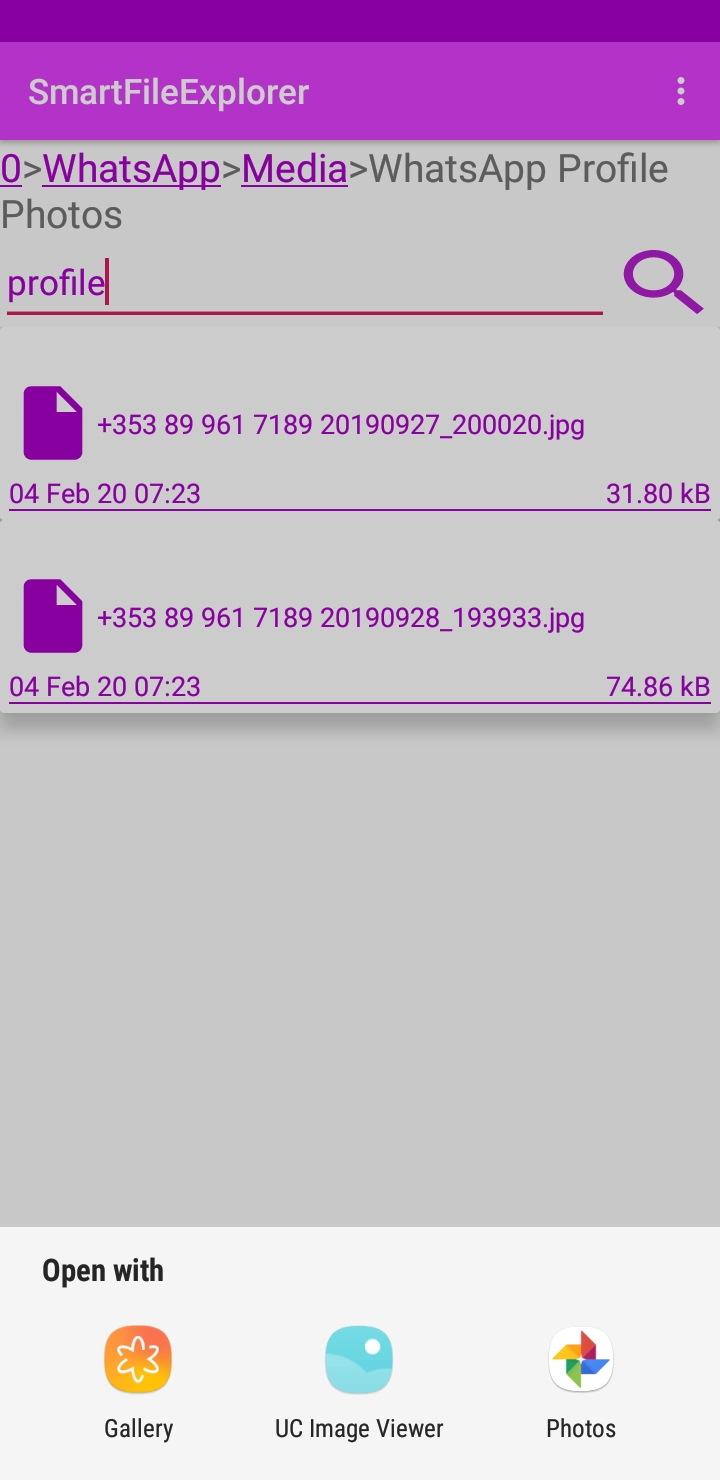 SmartFileExplorer
0>WhatsApp>Media>WhatsApp Profile
Photos
profile
+353 89 961 7189 20190927_200020.jpg
04 Feb 20 07:23 31.80 kB
+353 89 961 7189 20190928_193933.jpg
04 Feb 20 07:23 74.86 kB
Open with
Gallery UC Image Viewer Photos